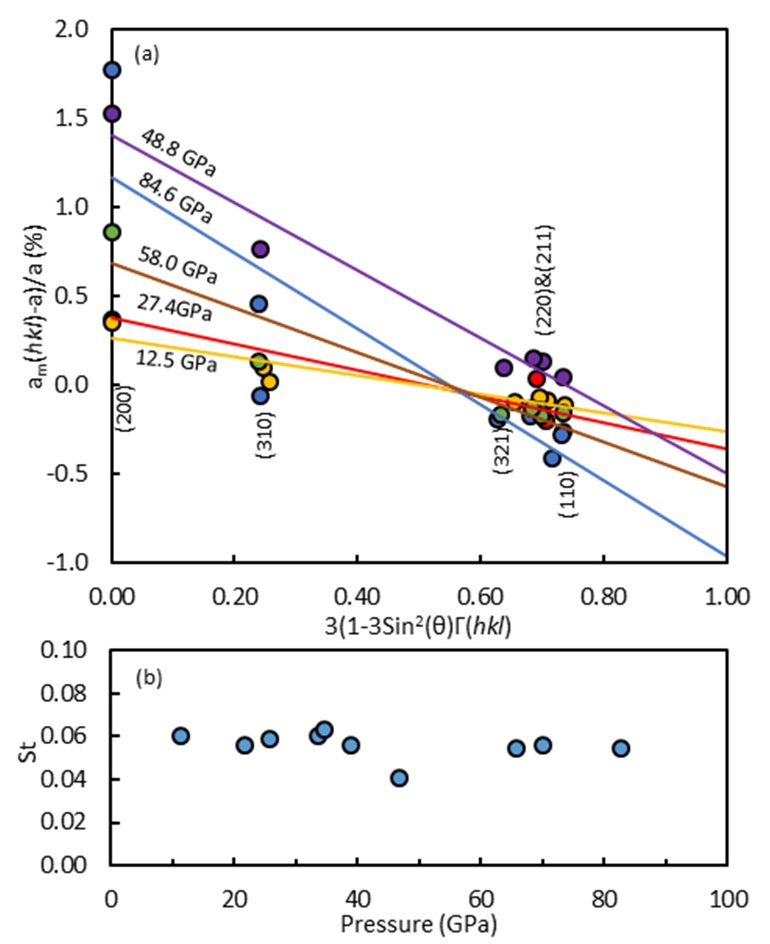 2.0
(a)
1.5
1.0
0.5
0.0
-0.5
-1.0
aₘ(hkl)-a)/a (%)
48.8 GPa
84.6 GPa
58.0 GPa
27.4GPa
12.5 GPa
(200)
(310)
(321)
(220)&(211)
(110)
0.00 0.20 0.40 0.60 0.80 1.00
3(1-3Sin²(θ)Γ(hkl)
0.10
(b)
0.08
0.06
0.04
0.02
0.00
St
0 20 40 60 80 100
Pressure (GPa)